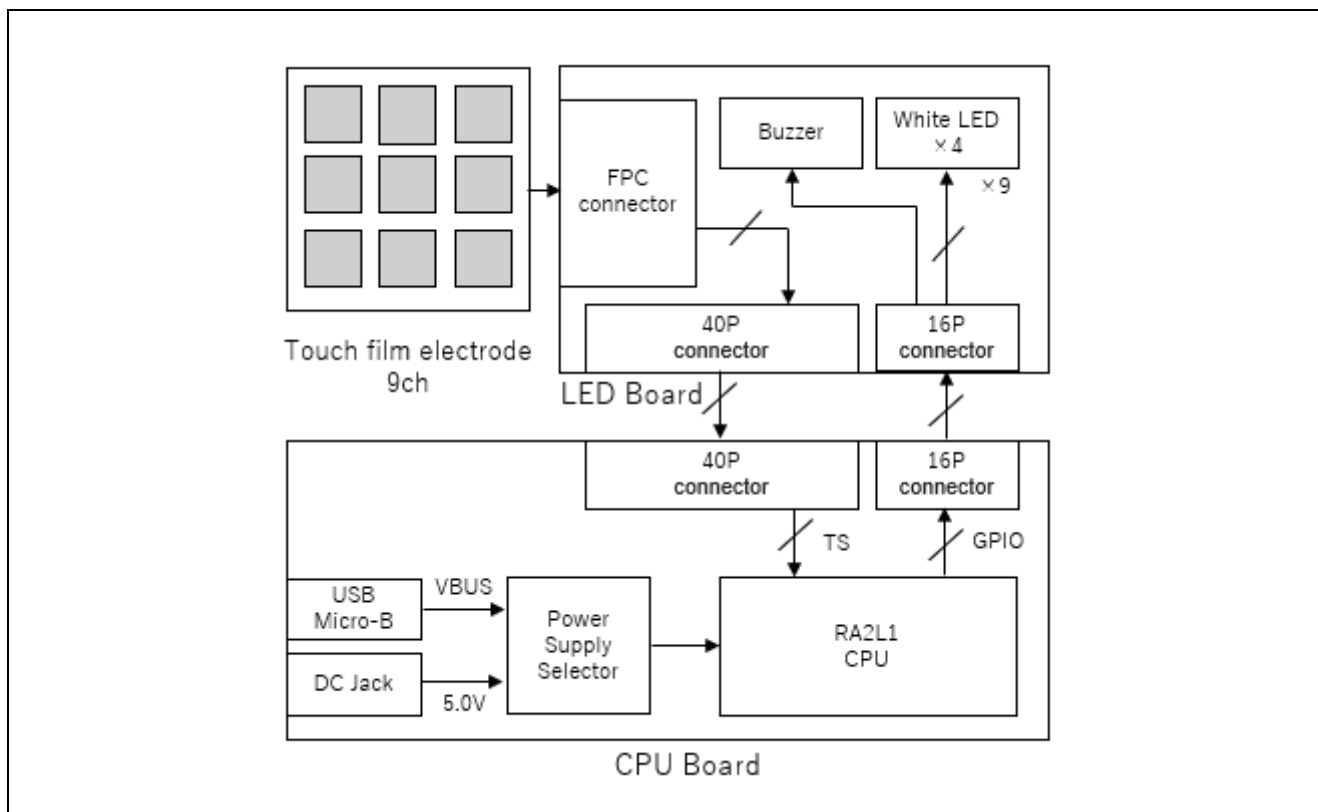 Buzzer
White LED
×4
×9
FPC
connector
40P
connector
16P
connector
Touch film electrode
9ch
LED Board
40P
connector
16P
connector
TS
GPIO
USB
Micro-B
VBUS
Power
Supply
Selector
RA2L1
CPU
DC Jack
5.0V
CPU Board